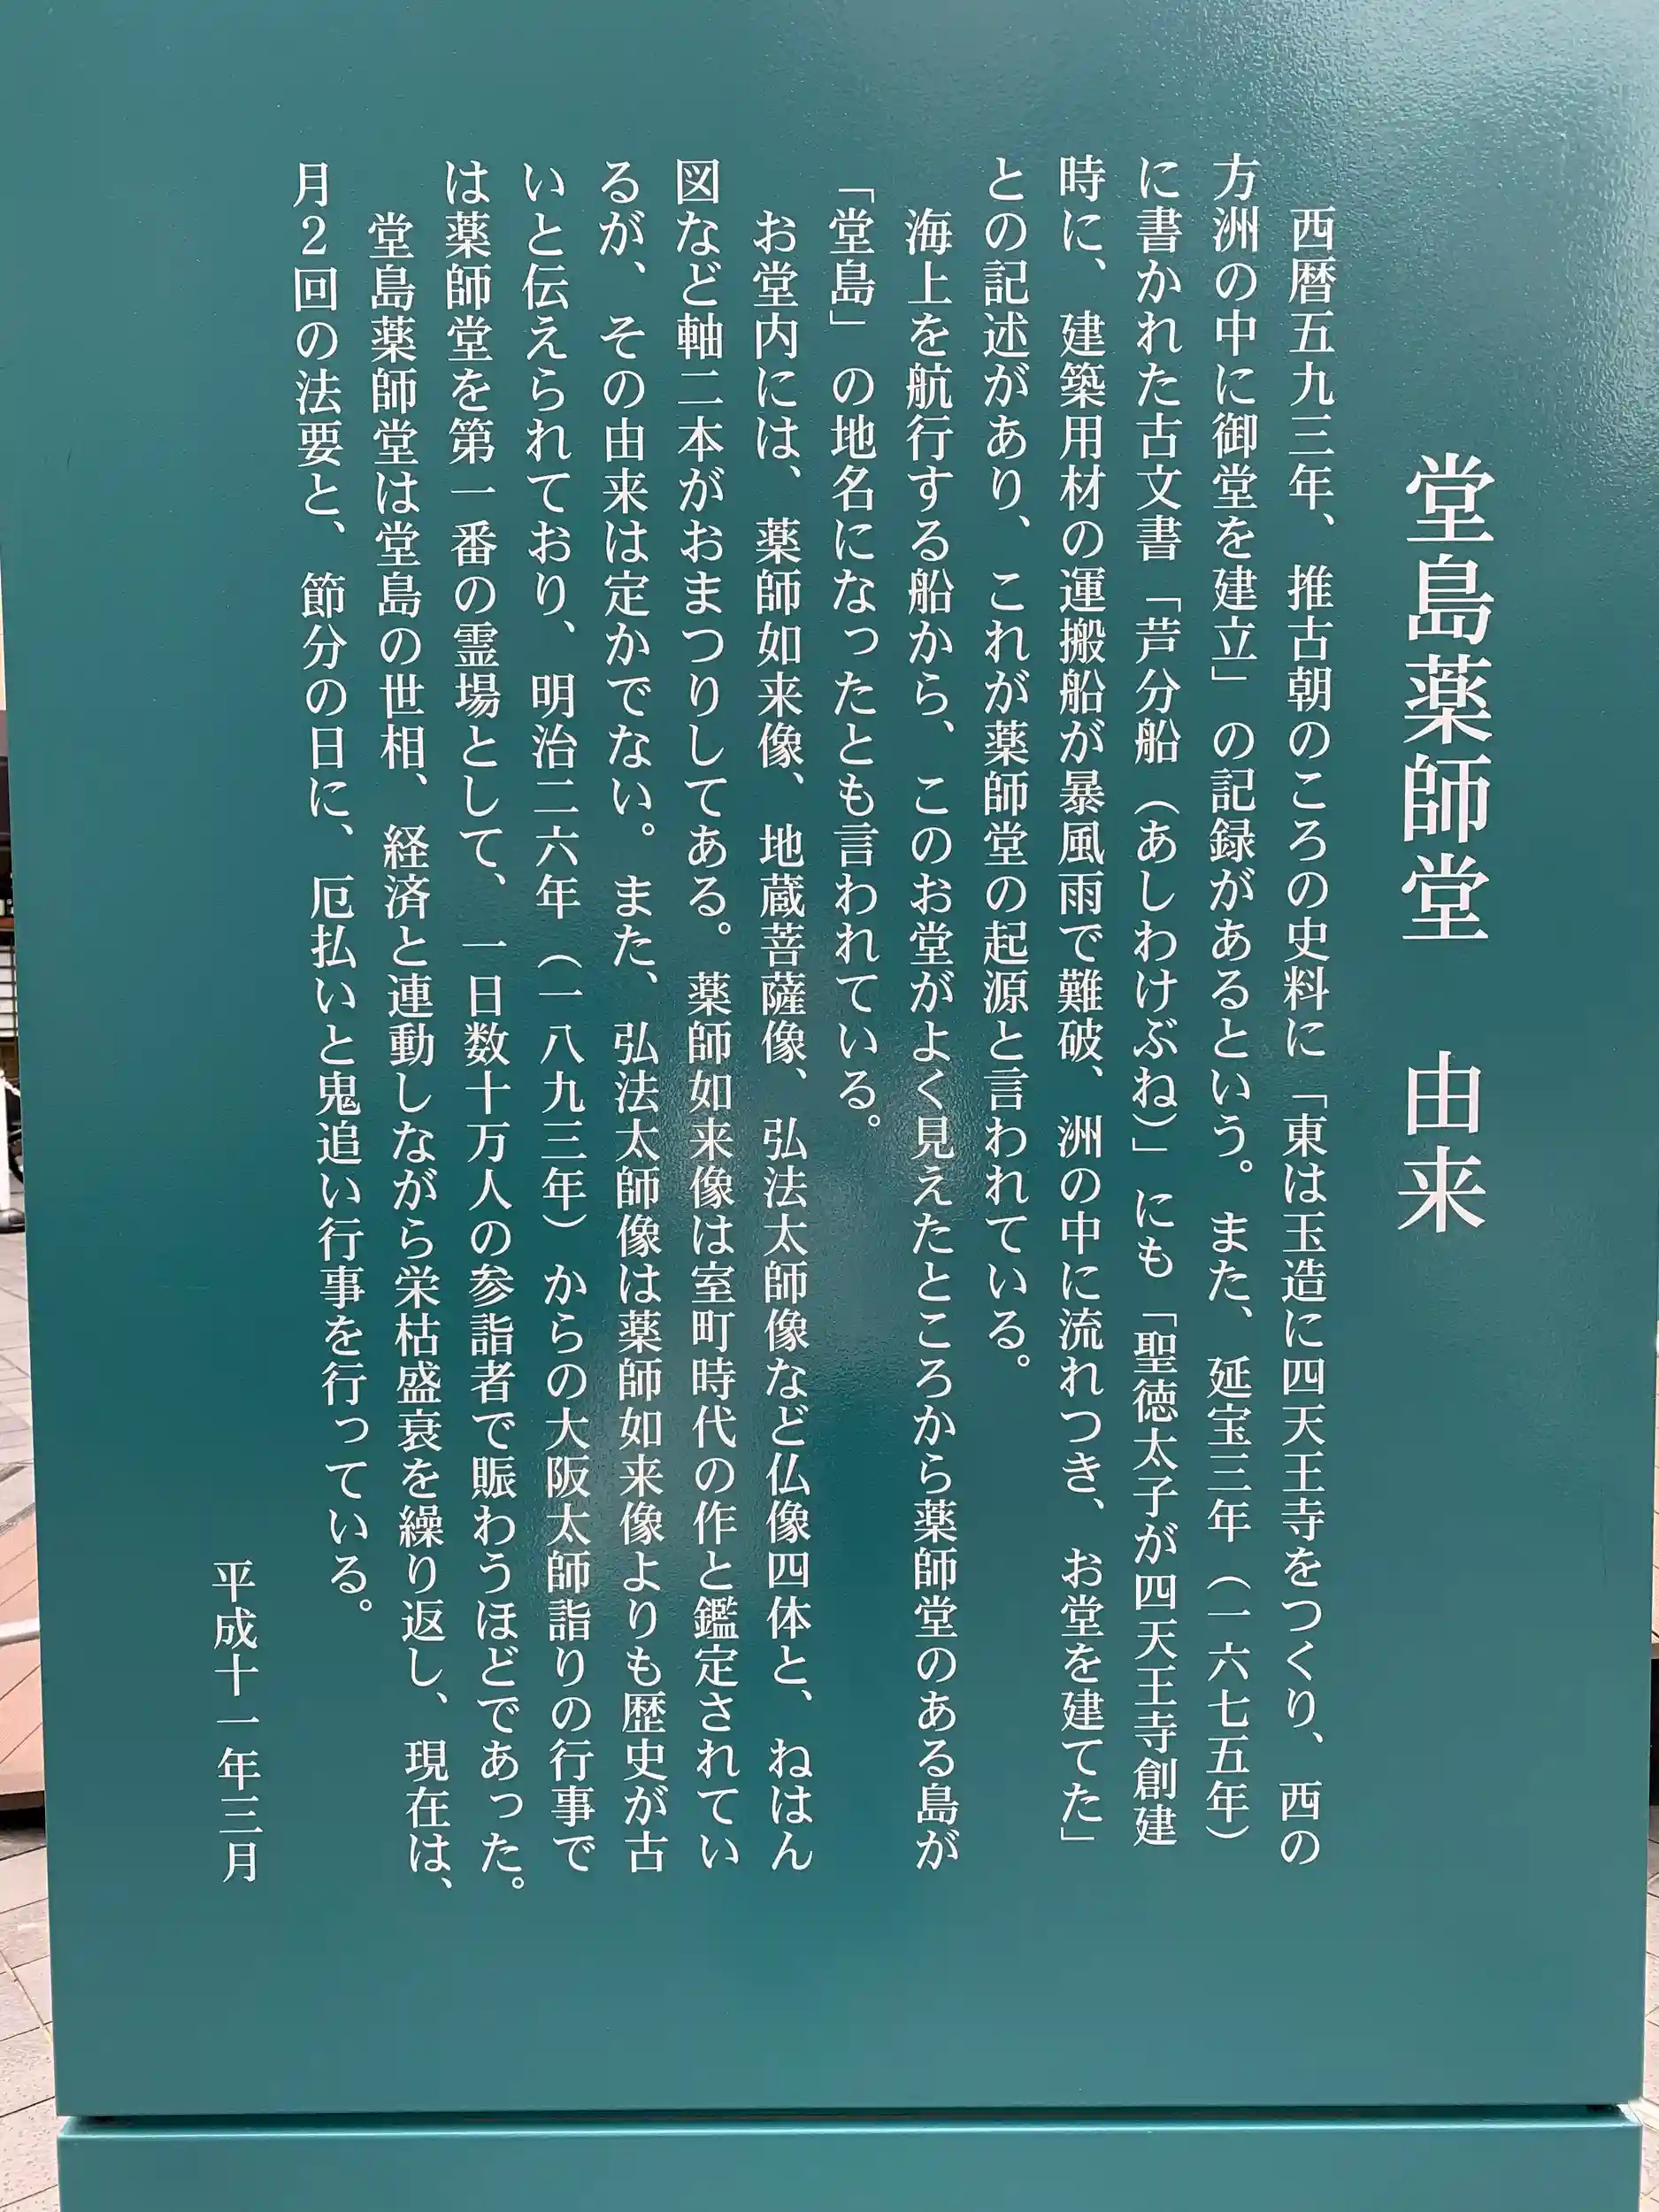 堂島薬師堂　由来
西暦五九三年、推古朝のころの史料に「東は玉造に四天王寺をつくり、西の
方洲の中に御堂を建立」の記録があるという。また、延宝三年（一六七五年）
に書かれた古文書「芦分船（あしわけぶね）」にも「聖徳太子が四天王寺創建
時に、建築用材の運搬船が暴風雨で難破、洲の中に流れつき、お堂を建てた」
との記述があり、これが薬師堂の起源と言われている。
海上を航行する船から、このお堂がよく見えたところから薬師堂のある島が
「堂島」の地名になったとも言われている。
お堂内には、薬師如来像、地蔵菩薩像、弘法太師像など仏像四体と、ねはん
図など軸二本がおまつりしてある。薬師如来像は室町時代の作と鑑定されてい
るが、その由来は定かでない。また、弘法太師像は薬師如来像よりも歴史が古
いと伝えられており、明治二六年（一八九三年）からの大阪太師詣りの行事で
は薬師堂を第一番の霊場として、一日数十万人の参詣者で賑わうほどであった。
堂島薬師堂は堂島の世相、経済と連動しながら栄枯盛衰を繰り返し、現在は、
月2回の法要と、節分の日に、厄払いと鬼追い行事を行っている。
平成十一年三月